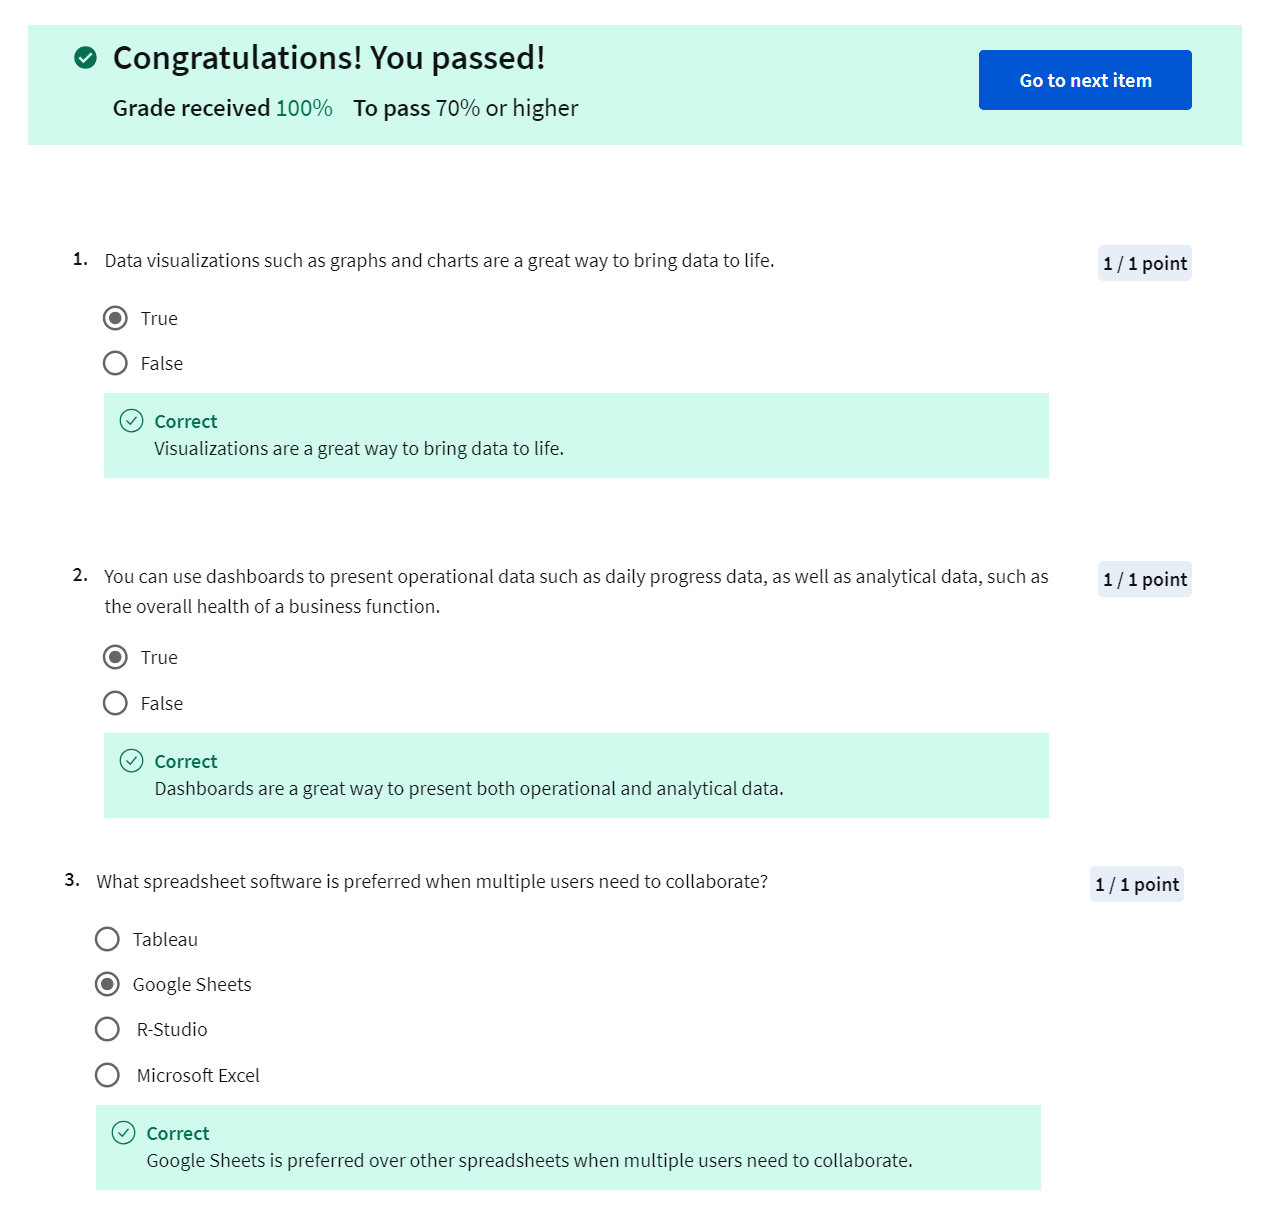 Congratulations! You passed!
Grade received 100% To pass 70% or higher
Go to next item
1. Data visualizations such as graphs and charts are a great way to bring data to life.
1 / 1 point
True
False
Correct
Visualizations are a great way to bring data to life.
2. You can use dashboards to present operational data such as daily progress data, as well as analytical data, such as
the overall health of a business function.
1 / 1 point
True
False
Correct
Dashboards are a great way to present both operational and analytical data.
3. What spreadsheet software is preferred when multiple users need to collaborate?
1 / 1 point
Tableau
Google Sheets
R-Studio
Microsoft Excel
Correct
Google Sheets is preferred over other spreadsheets when multiple users need to collaborate.